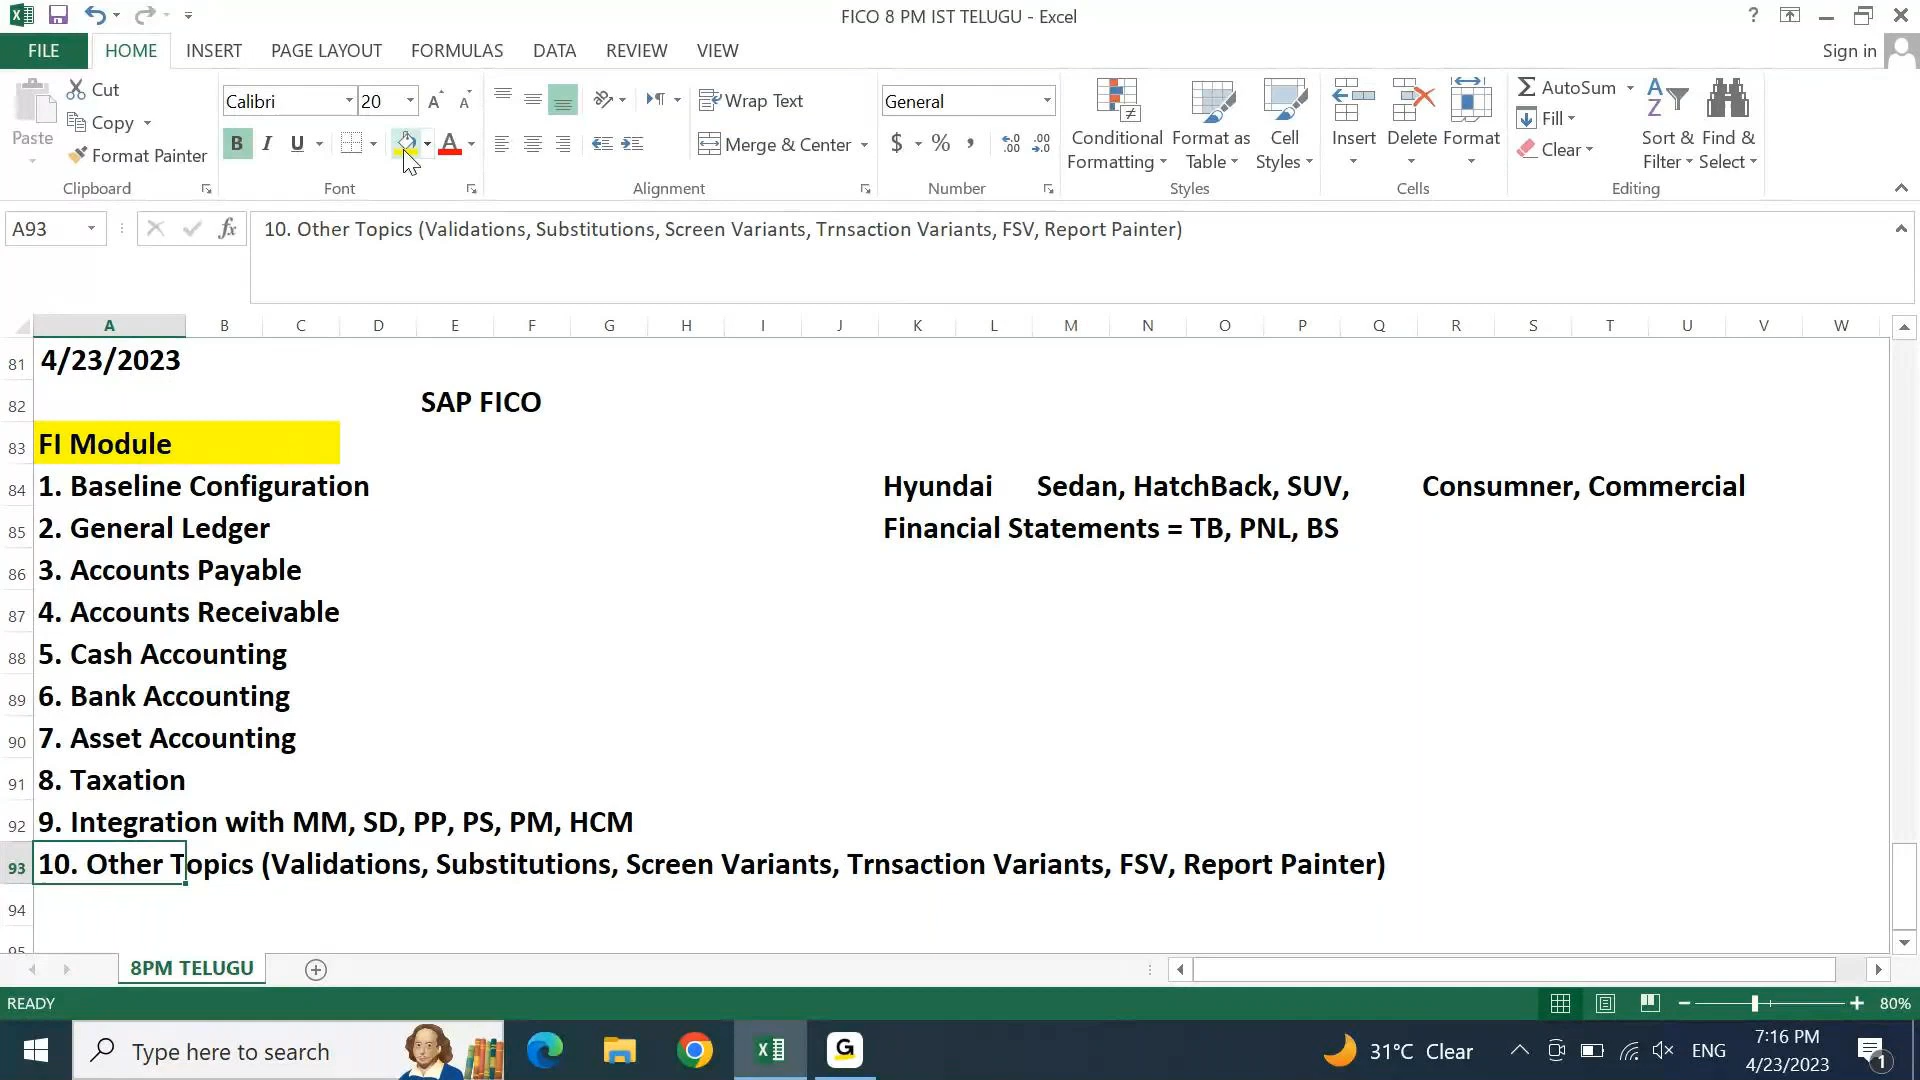 FICO 8 PM IST TELUGU - Excel
?
FILE HOME INSERT PAGE LAYOUT FORMULAS DATA REVIEW VIEW Sign in
Paste
Cut
Copy
Format Painter
Clipboard
Calibri 20 A A
B I U A
Font
Wrap Text
Merge & Center
Alignment
General
$ % , .0 .00 .00 .0
Number
Conditional Formatting
Format as Table
Cell Styles
Styles
Insert Delete Format
Cells
AutoSum
Fill
Clear
Sort & Filter
Find & Select
Editing
A93 fx 10. Other Topics (Validations, Substitutions, Screen Variants, Trnsaction Variants, FSV, Report Painter)
A B C D E F G H I J K L M N O P Q R S T U V W
81 4/23/2023
82 SAP FICO
83 FI Module
84 1. Baseline Configuration Hyundai Sedan, HatchBack, SUV, Consumner, Commercial
85 2. General Ledger Financial Statements = TB, PNL, BS
86 3. Accounts Payable
87 4. Accounts Receivable
88 5. Cash Accounting
89 6. Bank Accounting
90 7. Asset Accounting
91 8. Taxation
92 9. Integration with MM, SD, PP, PS, PM, HCM
93 10. Other Topics (Validations, Substitutions, Screen Variants, Trnsaction Variants, FSV, Report Painter)
94
95
8PM TELUGU
READY 80%
Type here to search 31°C Clear ENG 7:16 PM
4/23/2023 1